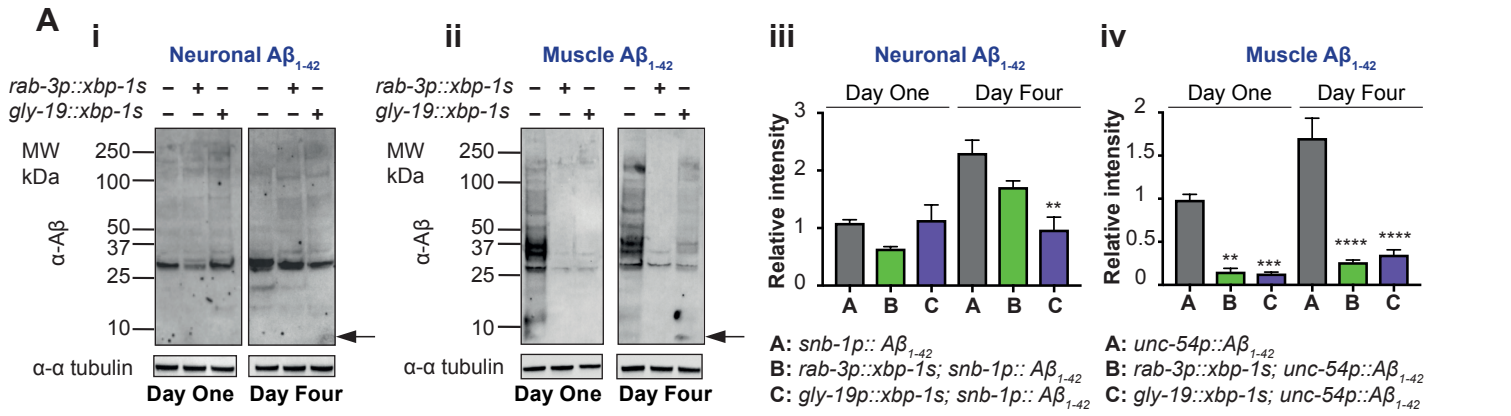 A
i
Neuronal Aβ1-42
rab-3p::xbp-1s – + –
gly-19::xbp-1s – – +
– + –
– – +
MW
kDa
250
100
50
37
25
10
α-Aβ
α-α tubulin
Day One Day Four
ii
Muscle Aβ1-42
rab-3p::xbp-1s – + –
gly-19::xbp-1s – – +
– + –
– – +
MW
kDa
250
100
50
37
25
10
α-Aβ
α-α tubulin
Day One Day Four
iii
Neuronal Aβ1-42
Day One Day Four
Relative intensity
3
2
1
0
**
A B C A B C
A: snb-1p:: Aβ1-42
B: rab-3p::xbp-1s; snb-1p:: Aβ1-42
C: gly-19p::xbp-1s; snb-1p:: Aβ1-42
iv
Muscle Aβ1-42
Day One Day Four
Relative intensity
2
1.5
1
0.5
0
** *** **** ****
A B C A B C
A: unc-54p::Aβ1-42
B: rab-3p::xbp-1s; unc-54p::Aβ1-42
C: gly-19::xbp-1s; unc-54p::Aβ1-42